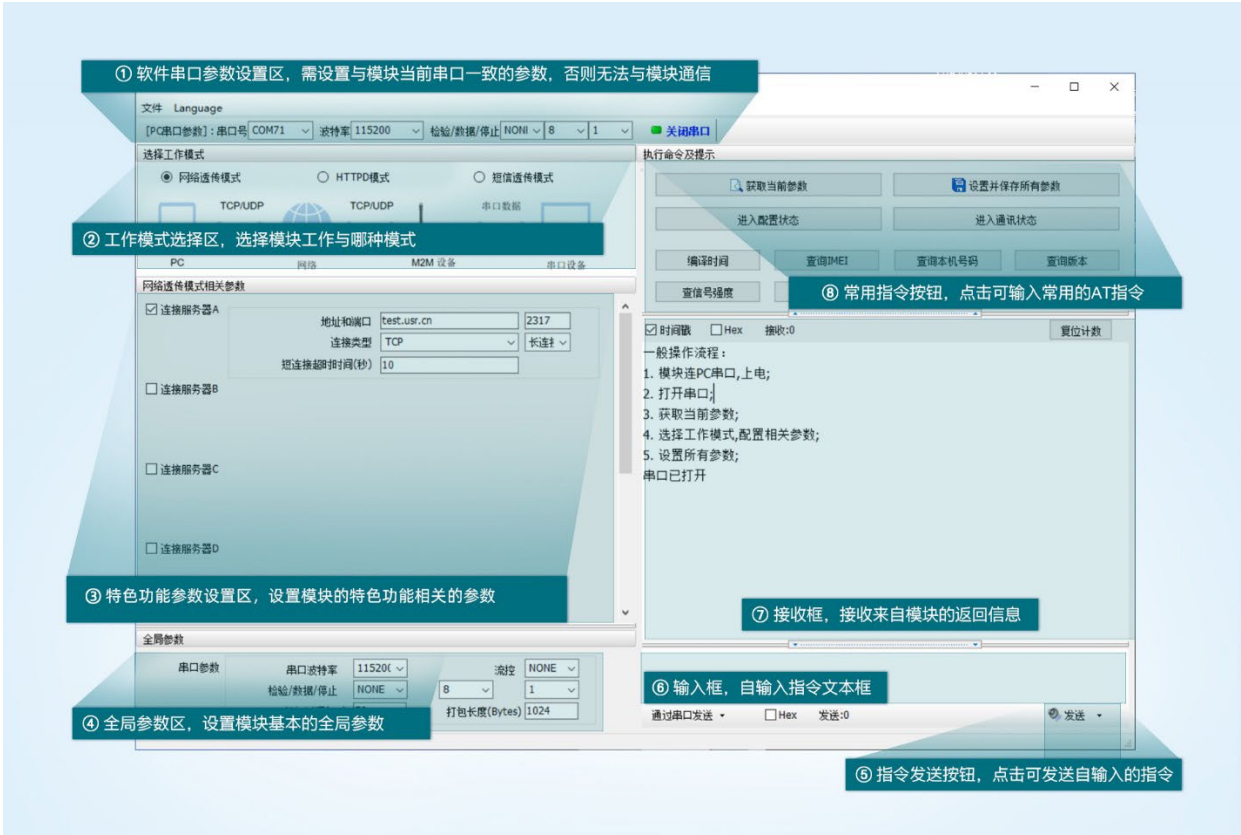 ① 软件串口参数设置区，需设置与模块当前串口一致的参数，否则无法与模块通信
文件 Language
[PC串口参数]：串口号 COM71 波特率 115200 检验/数据/停止 NONI 8 1 关闭串口
选择工作模式
网络透传模式 HTTPD模式 短信透传模式
TCP/UDP TCP/UDP 串口数据
② 工作模式选择区，选择模块工作与哪种模式
PC 网络 M2M 设备 串口设备
网络透传模式相关参数
连接服务器A
地址和端口 test.usr.cn 2317
连接类型 TCP 长连接
短连接超时时间(秒) 10
连接服务器B
连接服务器C
连接服务器D
③ 特色功能参数设置区，设置模块的特色功能相关的参数
全局参数
串口参数 串口波特率 11520( 流控 NONE
检验/数据/停止 NONE 8 1
打包长度(Bytes) 1024
④ 全局参数区，设置模块基本的全局参数
执行命令及提示
获取当前参数 设置并保存所有参数
进入配置状态 进入通讯状态
编译时间 查询IMEI 查询本机号码 查询版本
查信号强度
⑧ 常用指令按钮，点击可输入常用的AT指令
时间戳 Hex 接收:0 复位计数
一般操作流程：
1. 模块连PC串口,上电;
2. 打开串口;
3. 获取当前参数;
4. 选择工作模式,配置相关参数;
5. 设置所有参数;
串口已打开
⑦ 接收框，接收来自模块的返回信息
⑥ 输入框，自输入指令文本框
通过串口发送 Hex 发送:0 发送
⑤ 指令发送按钮，点击可发送自输入的指令